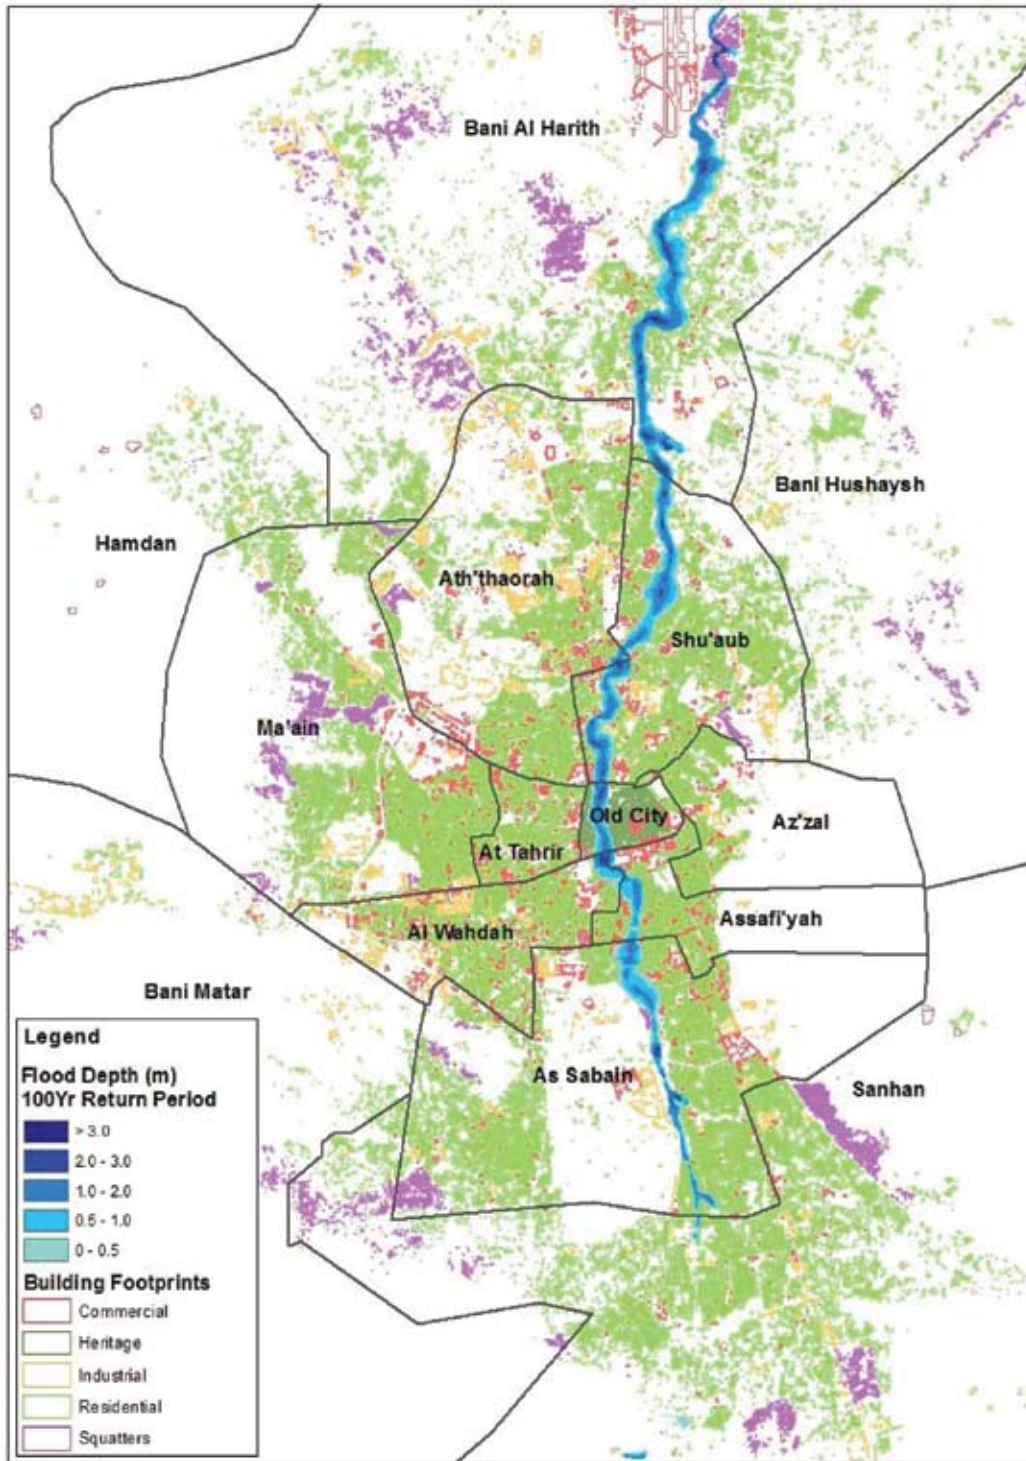 Bani Al Harith
Bani Hushaysh
Hamdan
Ath'thaorah
Shu'aub
Ma'ain
Old City
Az'zal
At Tahrir
Assafi'yah
Al Wahdah
Bani Matar
As Sabain
Sanhan
Legend
Flood Depth (m)
100Yr Return Period
> 3.0
2.0 - 3.0
1.0 - 2.0
0.5 - 1.0
0 - 0.5
Building Footprints
Commercial
Heritage
Industrial
Residential
Squatters